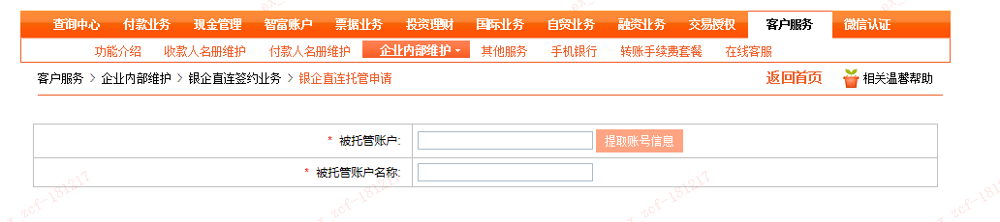 查询中心 付款业务 现金管理 智富账户 票据业务 投资理财 国际业务 自贸业务 融资业务 交易授权 客户服务 微信认证
功能介绍 收款人名册维护 付款人名册维护 企业内部维护 其他服务 手机银行 转账手续费套餐 在线客服
客户服务 > 企业内部维护 > 银企直连签约业务 > 银企直连托管申请 返回首页 相关温馨帮助
* 被托管账户: 提取账号信息
* 被托管账户名称:
zcf-181217
zcf-181217
zcf-181217